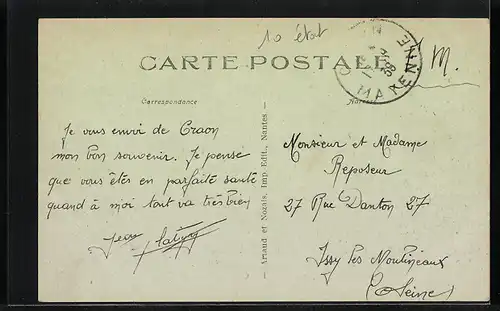 10 état
CARTE POSTALE
MAYENNE
38
M.
Correspondance
Adresse
Je vous envoi de Craon
mon bon souvenir. Je pense
que vous êtes en parfaite santé
quand à moi tout va très bien
Arnaud et Nozais, Imp. Edit., Nantes.
Monsieur et Madame
Reposeur
27 Rue Danton 27
Issy les Moulineaux
(Seine)